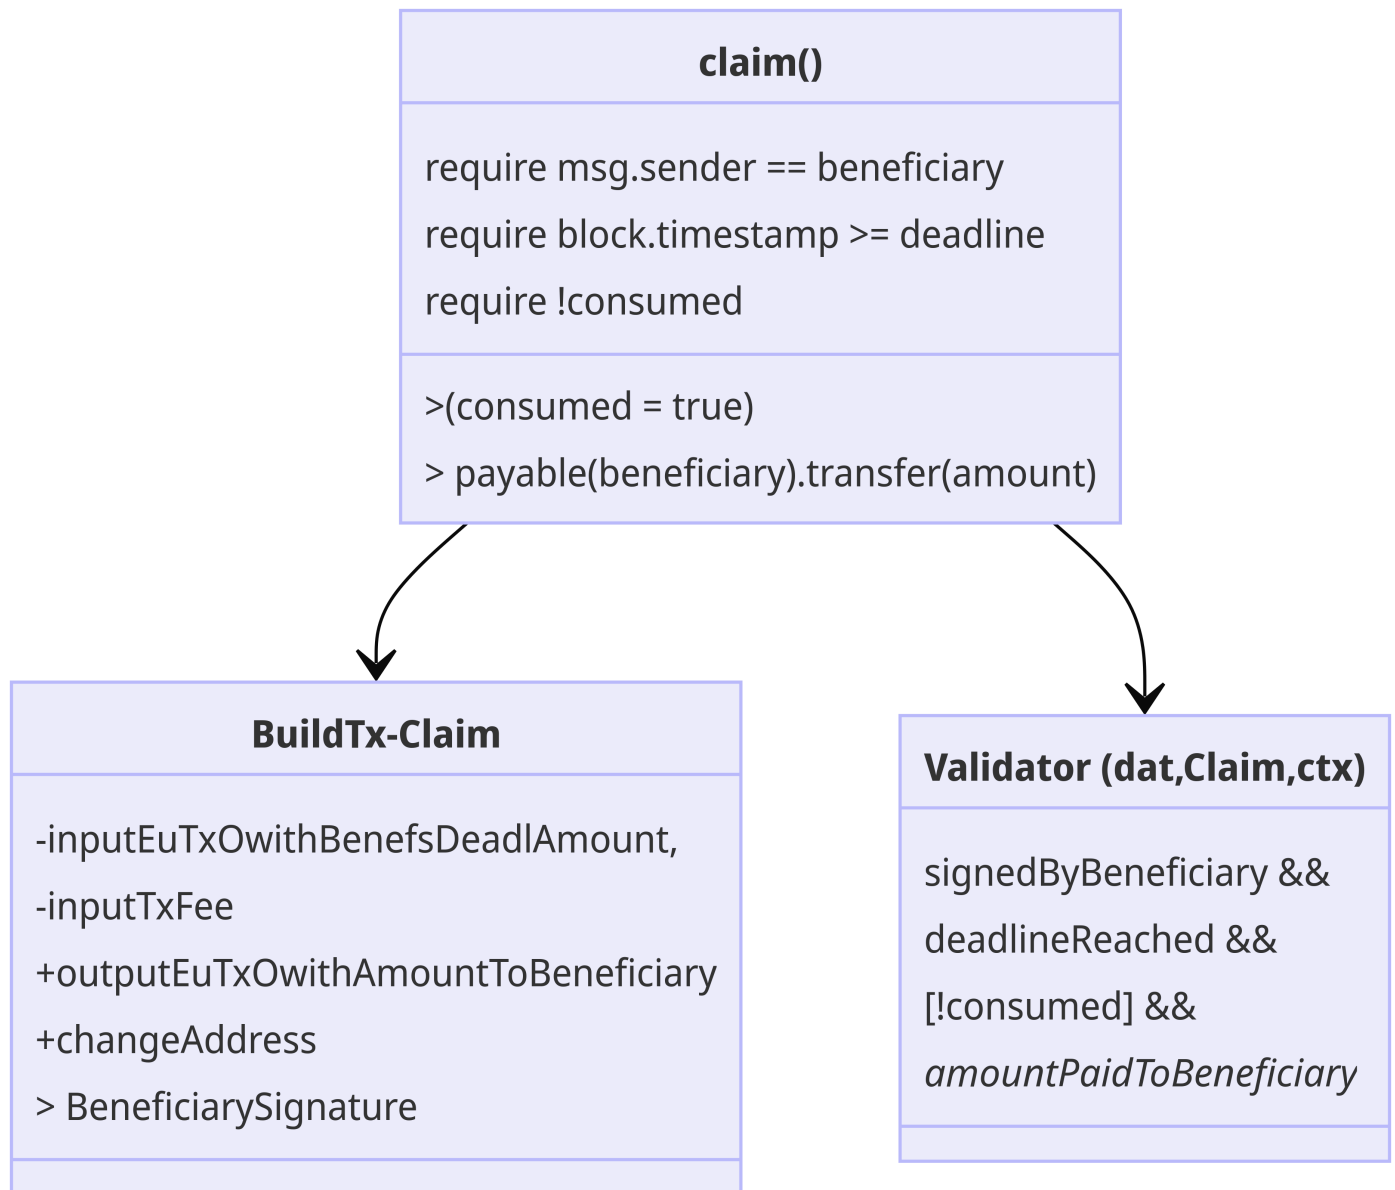 claim()
require msg.sender == beneficiary
require block.timestamp >= deadline
require !consumed
>(consumed = true)
> payable(beneficiary).transfer(amount)
BuildTx-Claim
-inputEuTxOwithBenefsDeadlAmount,
-inputTxFee
+outputEuTxOwithAmountToBeneficiary
+changeAddress
> BeneficiarySignature
Validator (dat,Claim,ctx)
signedByBeneficiary &&
deadlineReached &&
[!consumed] &&
amountPaidToBeneficiary